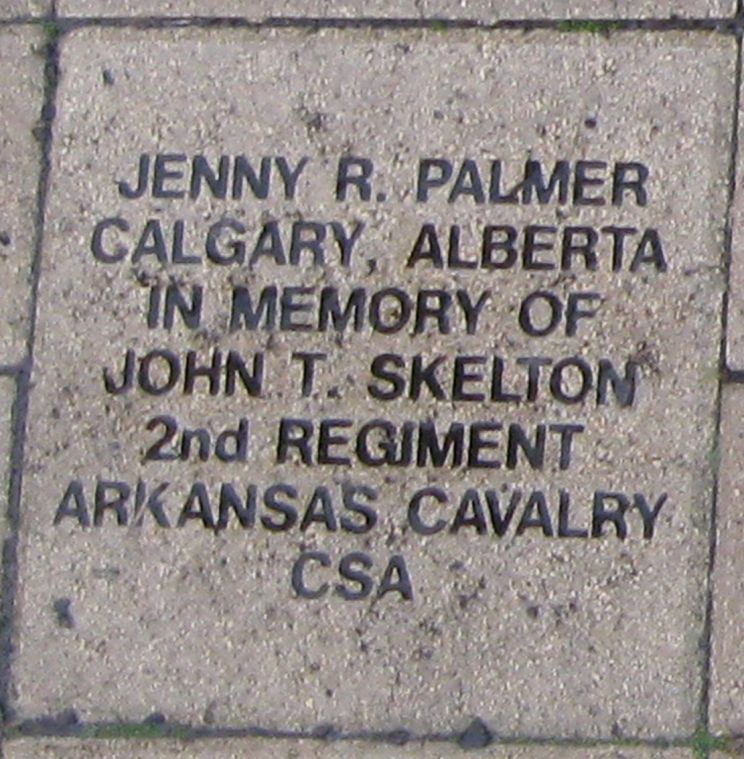 JENNY R. PALMER
CALGARY, ALBERTA
IN MEMORY OF
JOHN T. SKELTON
2nd REGIMENT
ARKANSAS CAVALRY
CSA